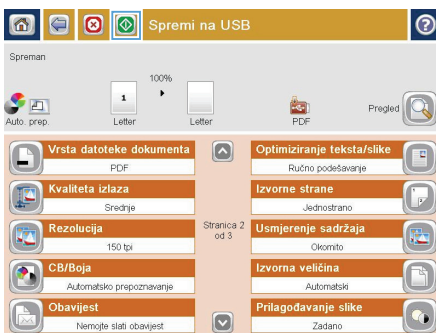 Spremi na USB
Spreman
100%
1
Auto. prep.
Letter
Letter
PDF
Pregled
Vrsta datoteke dokumenta
PDF
Optimiziranje teksta/slike
Ručno podešavanje
Kvaliteta izlaza
Srednje
Izvorne strane
Jednostrano
Rezolucija
150 tpi
Stranica 2
od 3
Usmjerenje sadržaja
Okomito
CB/Boja
Automatsko prepoznavanje
Izvorna veličina
Automatski
Obavijest
Nemojte slati obavijest
Prilagođavanje slike
Zadano